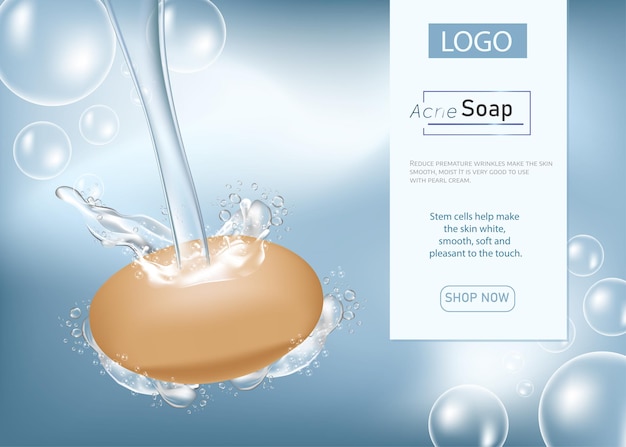 LOGO
Acne Soap
REDUCE PREMATURE WRINKLES MAKE THE SKIN
SMOOTH, MOIST IT IS VERY GOOD TO USE
WITH PEARL CREAM.
Stem cells help make
the skin white,
smooth, soft and
pleasant to the touch.
SHOP NOW